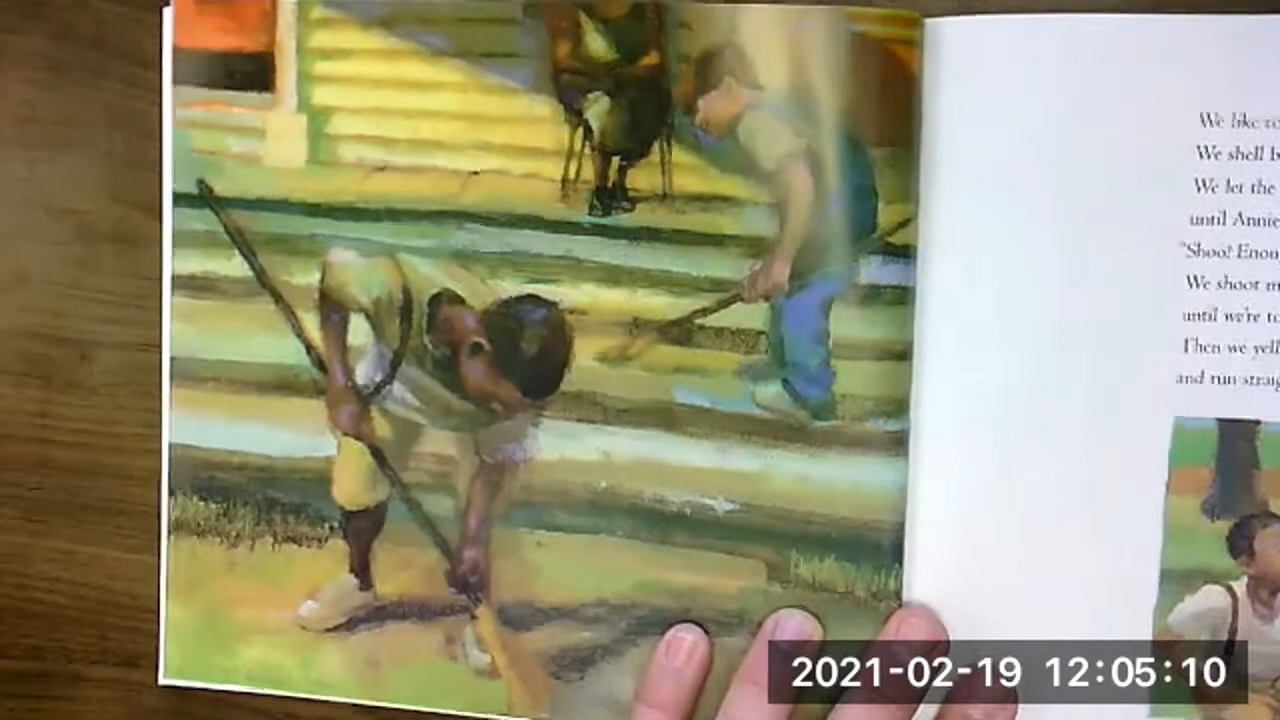 We like to
We shell b
We let the
until Annie
"Shoo! Enou
We shoot m
until we're to
Then we yell
and run straig
2021-02-19 12:05:10